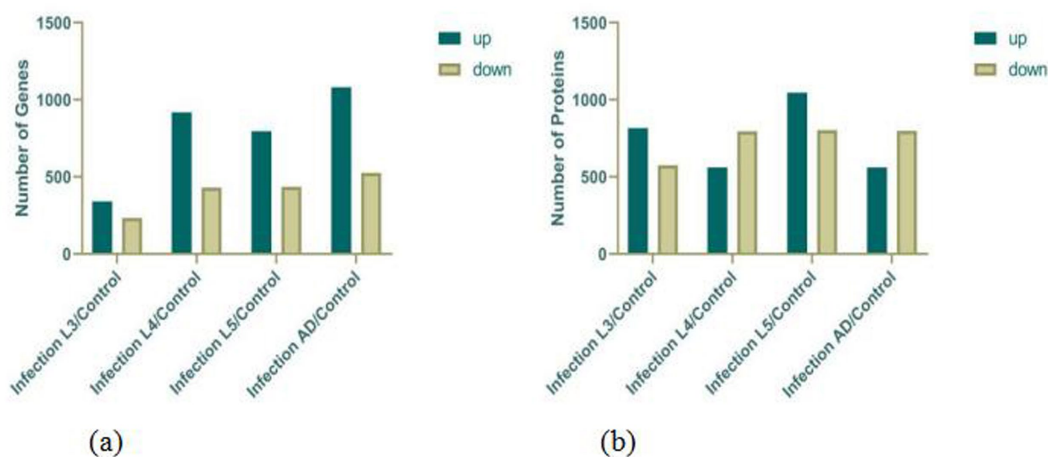 Number of Genes
1500
1000
500
0
up
down
Infection L3/Control
Infection L4/Control
Infection L5/Control
Infection AD/Control
(a)
Number of Proteins
1500
1000
500
0
up
down
Infection L3/Control
Infection L4/Control
Infection L5/Control
Infection AD/Control
(b)